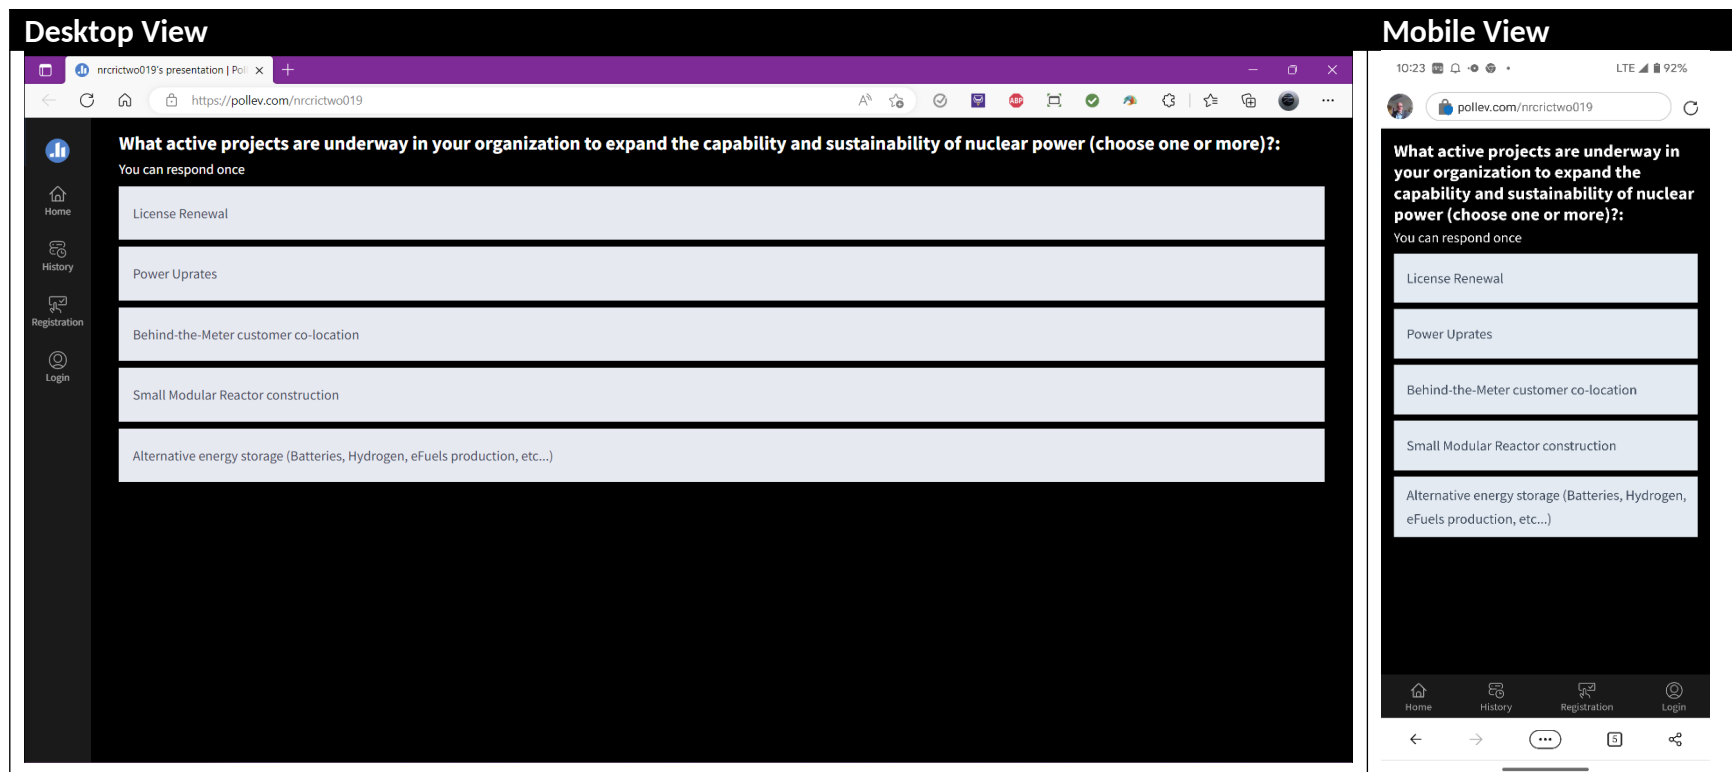 Desktop View
nrcrictwo019's presentation | Pol
https://pollev.com/nrcrictwo019
ABP
Home
History
Registration
Login
What active projects are underway in your organization to expand the capability and sustainability of nuclear power (choose one or more)?:
You can respond once
License Renewal
Power Uprates
Behind-the-Meter customer co-location
Small Modular Reactor construction
Alternative energy storage (Batteries, Hydrogen, eFuels production, etc...)
Mobile View
10:23
LTE 92%
pollev.com/nrcrictwo019
What active projects are underway in
your organization to expand the
capability and sustainability of nuclear
power (choose one or more)?:
You can respond once
License Renewal
Power Uprates
Behind-the-Meter customer co-location
Small Modular Reactor construction
Alternative energy storage (Batteries, Hydrogen,
eFuels production, etc...)
Home History Registration Login
5